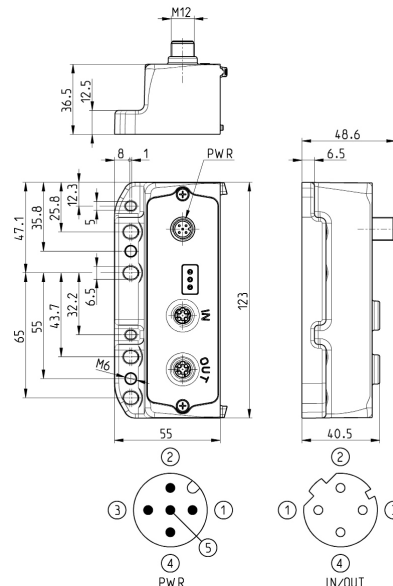 M12
36.5
12.5
8
1
PWR
48.6
6.5
47.1
35.8
25.8
12.3
5
6.5
32.2
43.7
55
65
M6
IN
OUT
123
55
40.5
② ②
③ ① ① ③
④ ⑤ ④
PWR IN/OUT